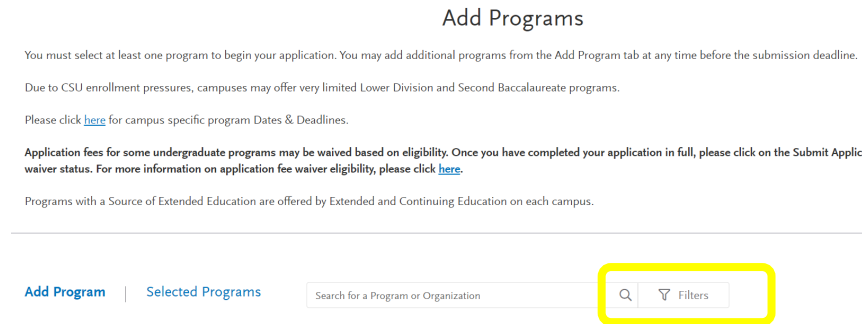 Add Programs
You must select at least one program to begin your application. You may add additional programs from the Add Program tab at any time before the submission deadline.
Due to CSU enrollment pressures, campuses may offer very limited Lower Division and Second Baccalaureate programs.
Please click here for campus specific program Dates & Deadlines.
Application fees for some undergraduate programs may be waived based on eligibility. Once you have completed your application in full, please click on the Submit Applic
waiver status. For more information on application fee waiver eligibility, please click here.
Programs with a Source of Extended Education are offered by Extended and Continuing Education on each campus.
Add Program | Selected Programs Search for a Program or Organization Filters